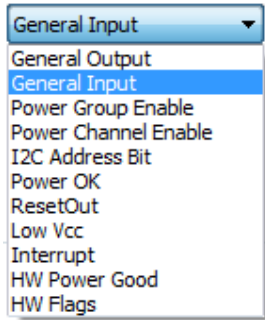 General Input
General Output
General Input
Power Group Enable
Power Channel Enable
I2C Address Bit
Power OK
ResetOut
Low Vcc
Interrupt
HW Power Good
HW Flags